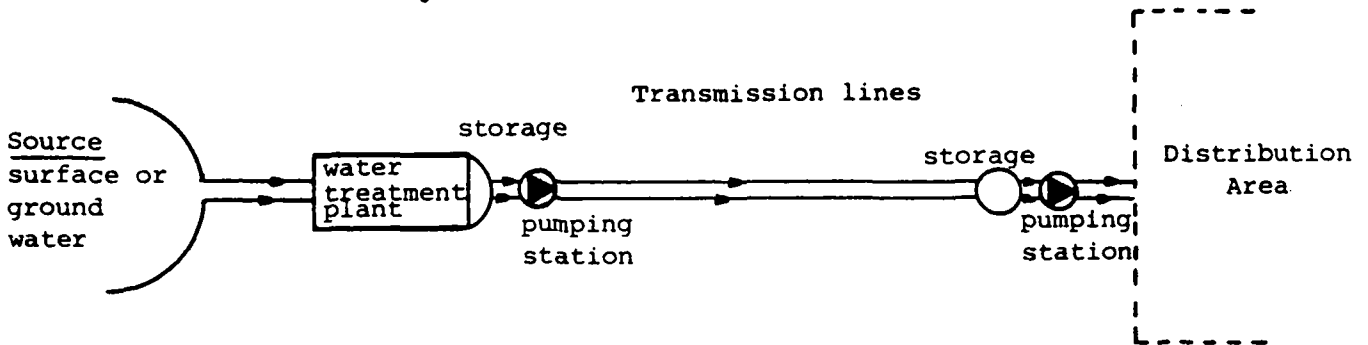 Transmission lines
storage
Source
surface or
ground
water
water
treatment
plant
pumping
station
storage
pumping
station
Distribution
Area